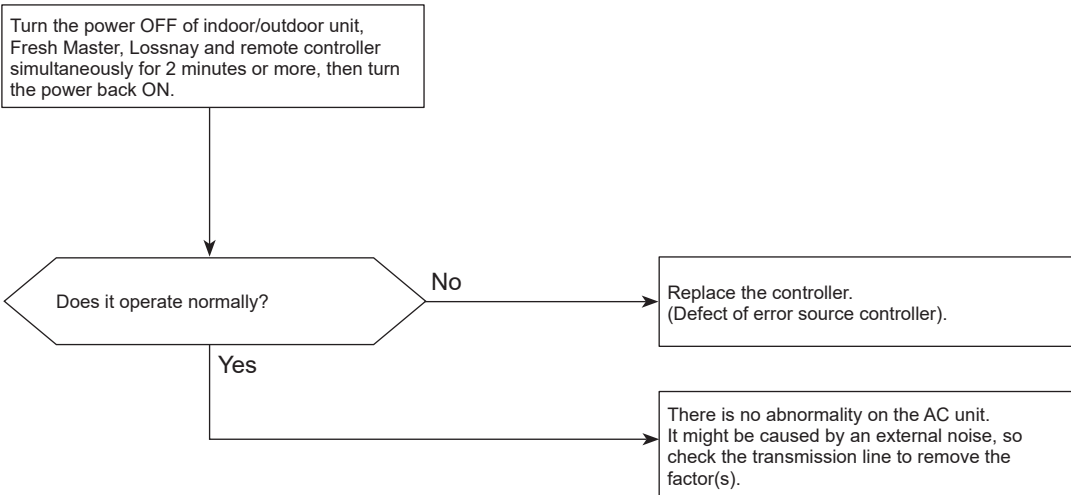 Turn the power OFF of indoor/outdoor unit,
Fresh Master, Lossnay and remote controller
simultaneously for 2 minutes or more, then turn
the power back ON.
Does it operate normally?
No
Replace the controller.
(Defect of error source controller).
Yes
There is no abnormality on the AC unit.
It might be caused by an external noise, so
check the transmission line to remove the
factor(s).